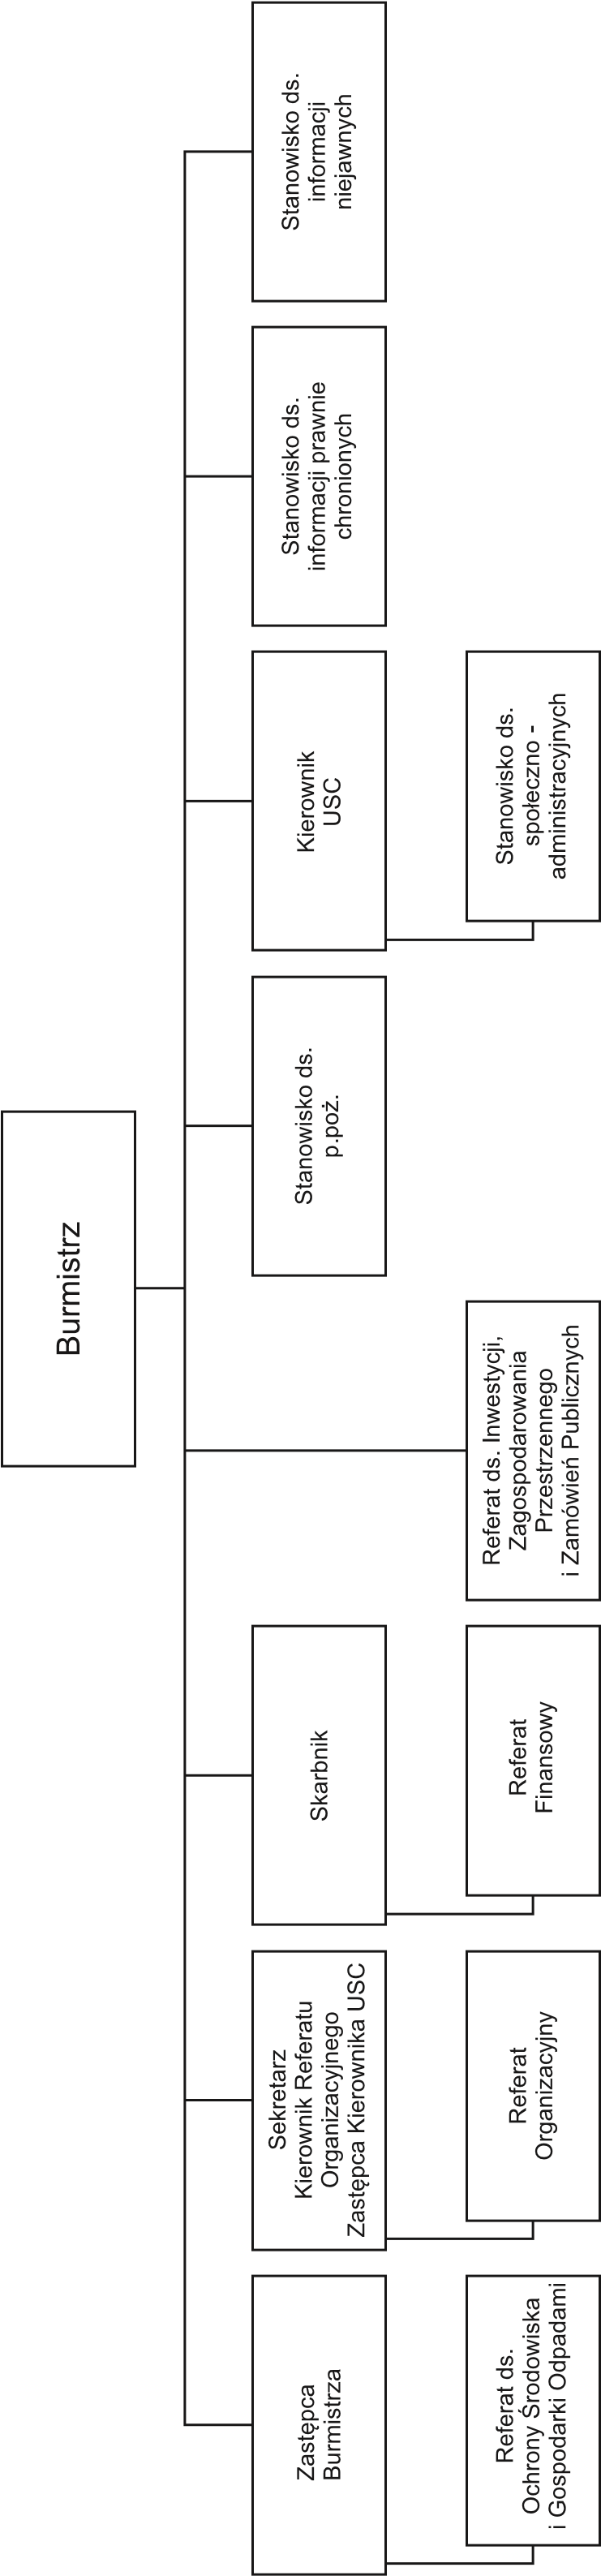 Burmistrz
Zastępca
Burmistrza
Sekretarz
Kierownik Referatu
Organizacyjnego
Zastępca Kierownika USC
Skarbnik
Stanowisko ds.
p.poż.
Kierownik
USC
Stanowisko ds.
informacji prawnie
chronionych
Stanowisko ds.
informacji
niejawnych
Referat ds.
Ochrony Środowiska
i Gospodarki Odpadami
Referat
Organizacyjny
Referat
Finansowy
Referat ds. Inwestycji,
Zagospodarowania
Przestrzennego
i Zamówień Publicznych
Stanowisko ds.
społeczno -
administracyjnych